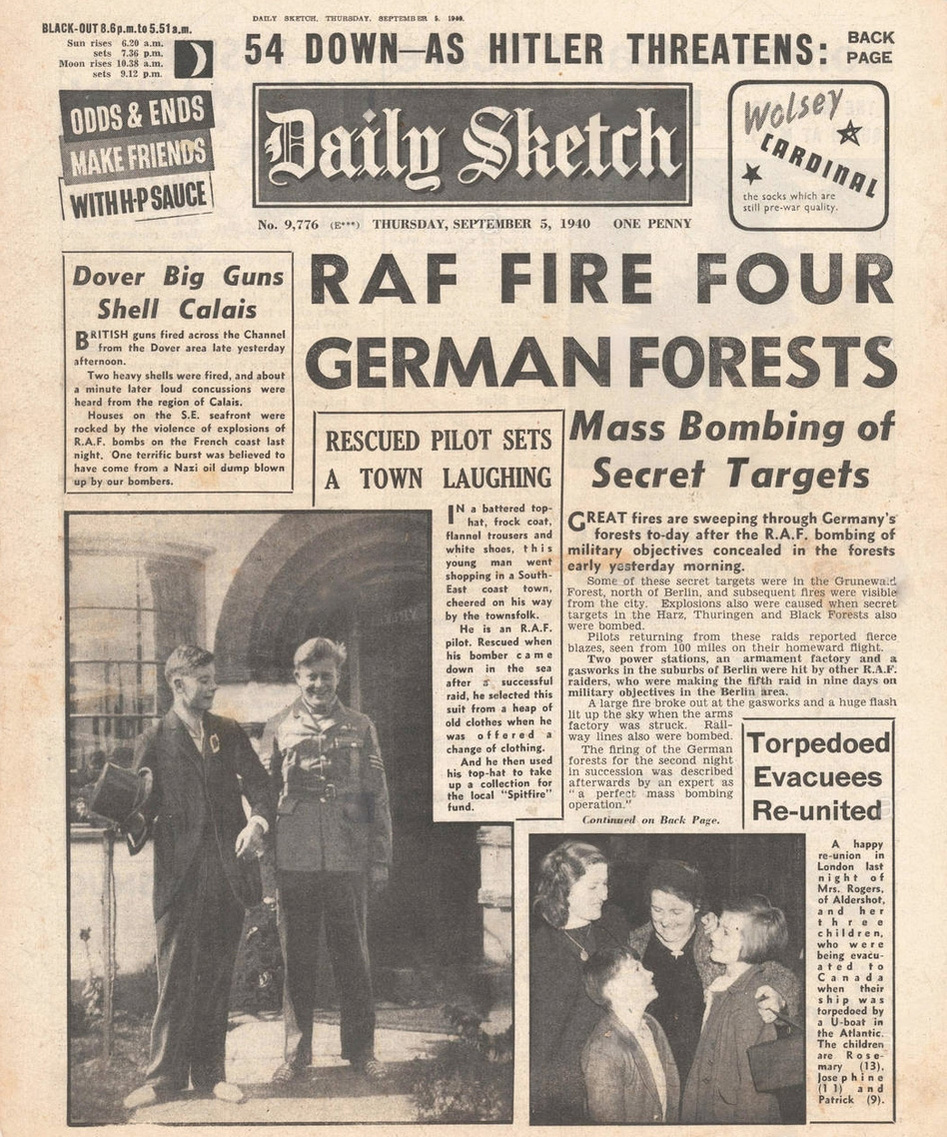 DAILY SKETCH, THURSDAY, SEPTEMBER 5, 1940.
BLACK-OUT 8.6p.m. to 5.51a.m.
Sun rises 6.20 a.m.
sets 7.36 p.m.
Moon rises 10.38 a.m.
sets 9.12 p.m.
54 DOWN—AS HITLER THREATENS: BACK PAGE
ODDS & ENDS
MAKE FRIENDS
WITH H·P SAUCE
Daily Sketch
Wolsey
CARDINAL
the socks which are
still pre-war quality.
No. 9,776 (E***) THURSDAY, SEPTEMBER 5, 1940 ONE PENNY
Dover Big Guns
Shell Calais
BRITISH guns fired across the Channel
from the Dover area late yesterday
afternoon.
Two heavy shells were fired, and about
a minute later loud concussions were
heard from the region of Calais.
Houses on the S.E. seafront were
rocked by the violence of explosions of
R.A.F. bombs on the French coast last
night. One terrific burst was believed to
have come from a Nazi oil dump blown
up by our bombers.
RAF FIRE FOUR
GERMAN FORESTS
RESCUED PILOT SETS
A TOWN LAUGHING
IN a battered top-
hat, frock coat,
flannel trousers and
white shoes, this
young man went
shopping in a South-
East coast town,
cheered on his way
by the townsfolk.
He is an R.A.F.
pilot. Rescued when
his bomber came
down in the sea
after a successful
raid, he selected this
suit from a heap of
old clothes when he
was offered a
change of clothing.
And he then used
his top-hat to take
up a collection for
the local "Spitfire"
fund.
Mass Bombing of
Secret Targets
GREAT fires are sweeping through Germany's
forests to-day after the R.A.F. bombing of
military objectives concealed in the forests
early yesterday morning.
Some of these secret targets were in the Grunewald
Forest, north of Berlin, and subsequent fires were visible
from the city. Explosions also were caused when secret
targets in the Harz, Thuringen and Black Forests also
were bombed.
Pilots returning from these raids reported fierce
blazes, seen from 100 miles on their homeward flight.
Two power stations, an armament factory and a
gasworks in the suburbs of Berlin were hit by other R.A.F.
raiders, who were making the fifth raid in nine days on
military objectives in the Berlin area.
A large fire broke out at the gasworks and a huge flash
lit up the sky when the arms
factory was struck. Rail-
way lines also were bombed.
The firing of the German
forests for the second night
in succession was described
afterwards by an expert as
"a perfect mass bombing
operation."
Continued on Back Page.
Torpedoed
Evacuees
Re-united
A happy
re-union in
London last
night of
Mrs. Rogers,
of Aldershot,
and her
three
children,
who were
being evacu-
ated to
Canada
when their
ship was
torpedoed by
a U-boat in
the Atlantic.
The children
are Rose-
mary (13),
Josephine
(11) and
Patrick (9).